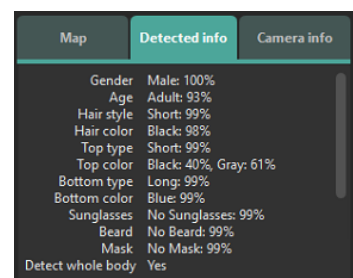 Map Detected info Camera info
Gender Male: 100%
Age Adult: 93%
Hair style Short: 99%
Hair color Black: 98%
Top type Short: 99%
Top color Black: 40%, Gray: 61%
Bottom type Long: 99%
Bottom color Blue: 99%
Sunglasses No Sunglasses: 99%
Beard No Beard: 99%
Mask No Mask: 99%
Detect whole body Yes